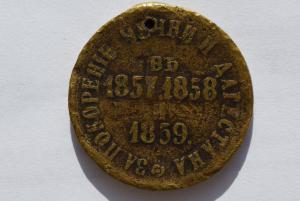 ЗА ПОКОРЕНІЕ ЧЕЧНИ И ДАГЕСТАНА
ВЪ
1857.1858
И
1859.